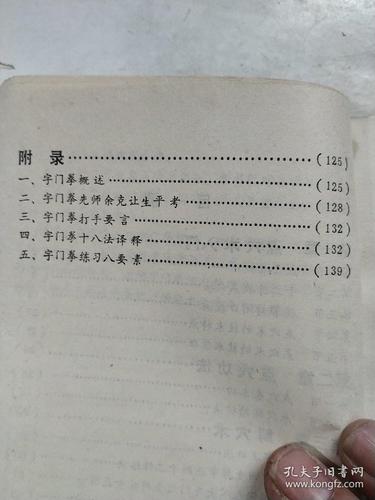 附 录……………………………………(125)
一、字门拳概述……………………………(125)
二、字门拳先师余克让生平考………………(128)
三、字门拳打手要言…………………………(132)
四、字门拳十八法译释………………………(132)
五、字门拳练习八要素………………………(139)
孔夫子旧书网
www.kongfz.com